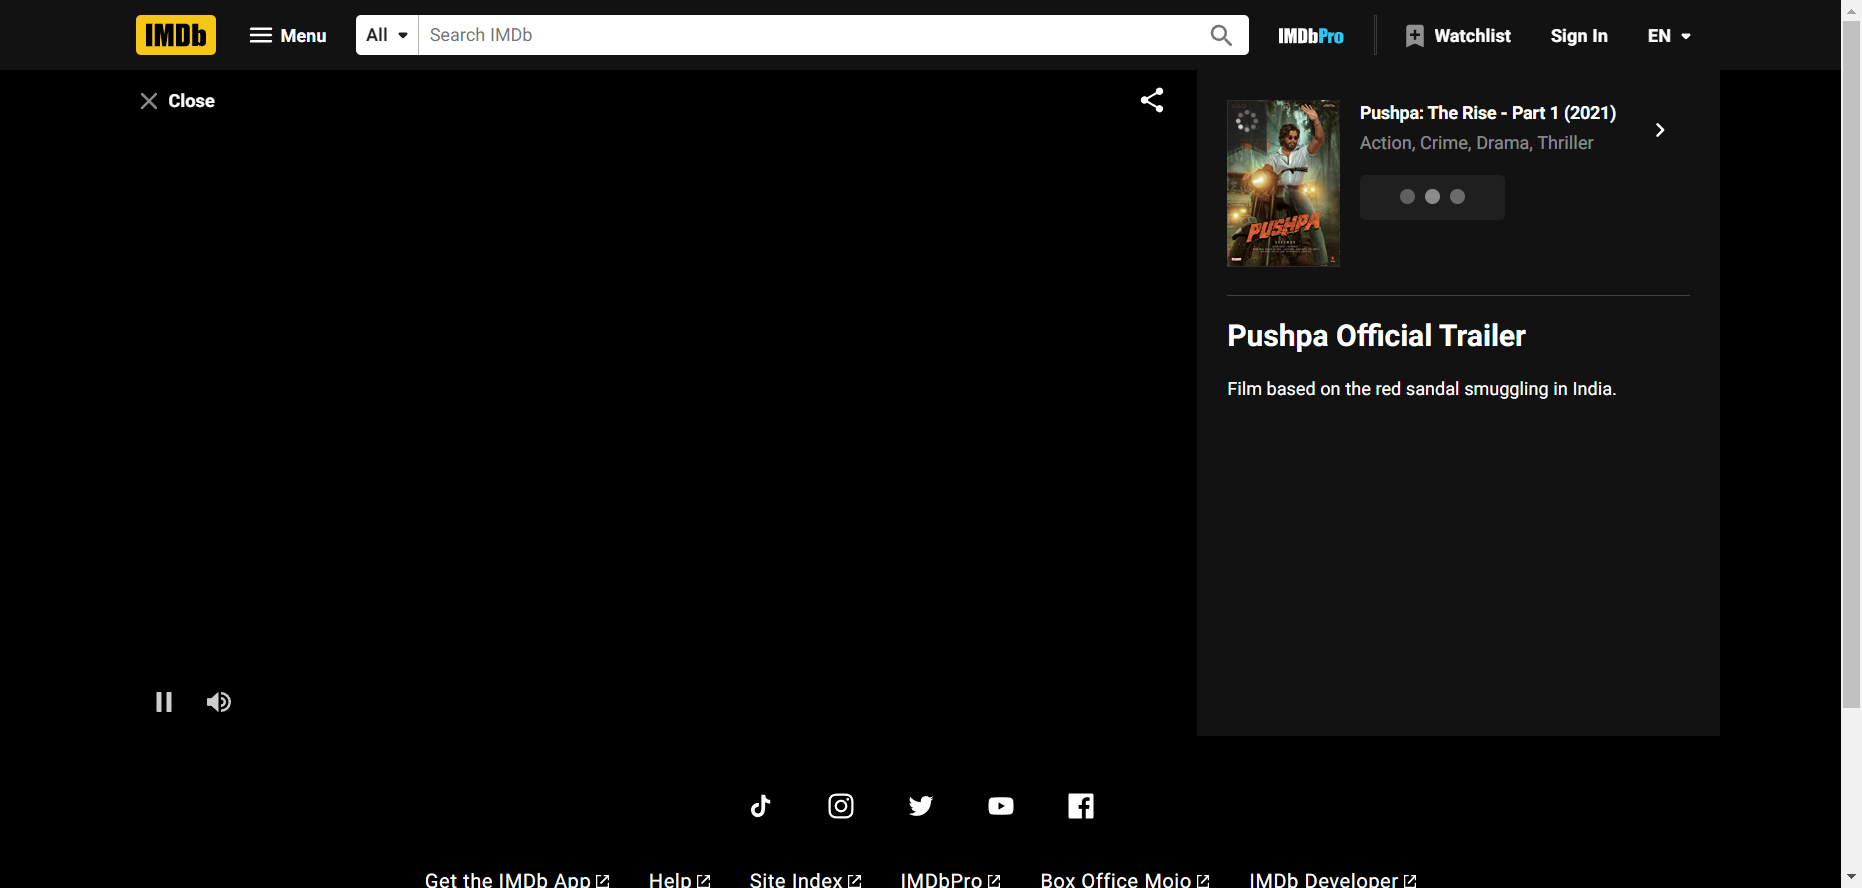 IMDb
Menu
All
Search IMDb
IMDbPro
Watchlist
Sign In
EN
Close
PUSHPA
Pushpa: The Rise - Part 1 (2021)
Action, Crime, Drama, Thriller
Pushpa Official Trailer
Film based on the red sandal smuggling in India.
Get the IMDb App
Help
Site Index
IMDbPro
Box Office Mojo
IMDb Developer